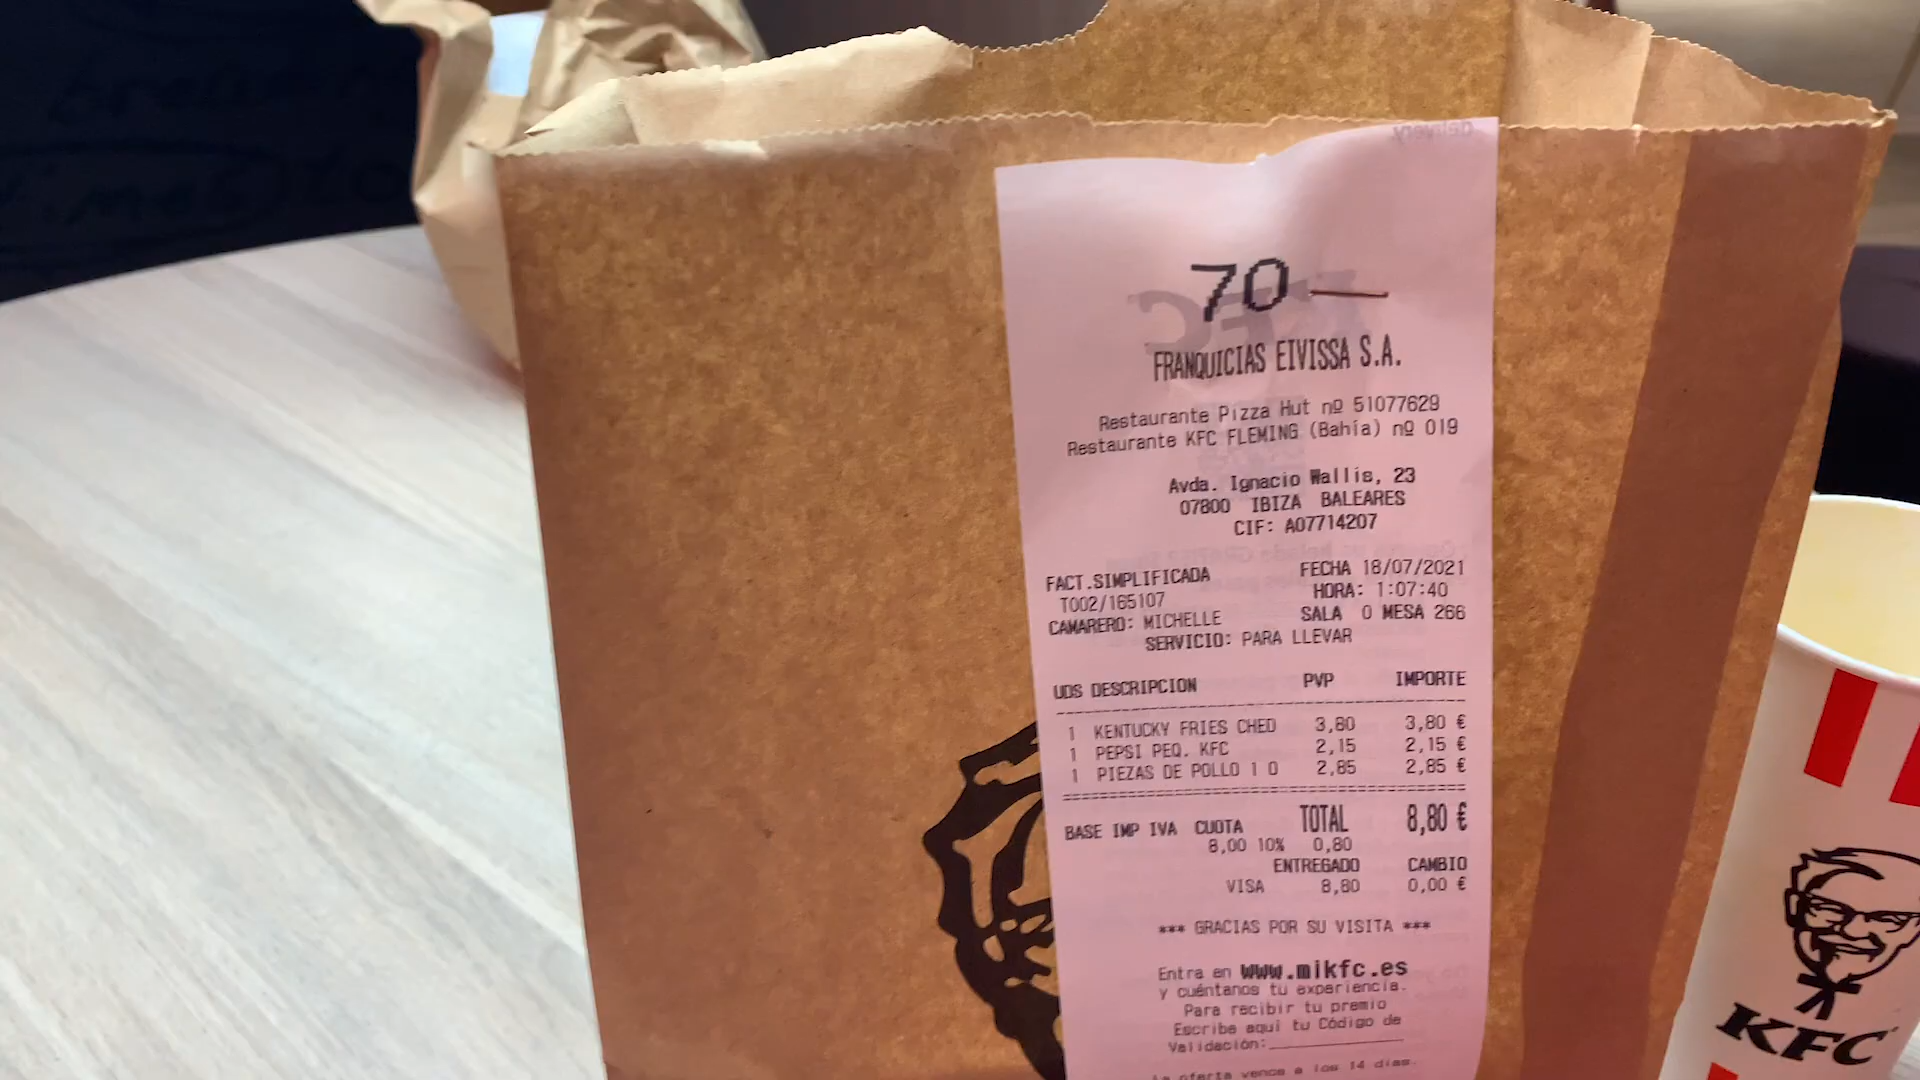 70
FRANQUICIAS EIVISSA S.A.
Restaurante Pizza Hut nº 51077629
Restaurante KFC FLEMING (Bahía) nº 019
Avda. Ignacio Wallis, 23
07800 IBIZA BALEARES
CIF: A07714207
FACT.SIMPLIFICADA FECHA 18/07/2021
T002/165107 HORA: 1:07:40
CAMARERO: MICHELLE SALA 0 MESA 266
SERVICIO: PARA LLEVAR
UDS DESCRIPCION PVP IMPORTE
1 KENTUCKY FRIES CHED 3,80 3,80 €
1 PEPSI PEQ. KFC 2,15 2,15 €
1 PIEZAS DE POLLO 1 O 2,85 2,85 €
TOTAL 8,80 €
BASE IMP IVA CUOTA
8,00 10% 0,80
ENTREGADO CAMBIO
VISA 8,80 0,00 €
*** GRACIAS POR SU VISITA ***
Entra en www.mikfc.es
y cuéntanos tu experiencia.
Para recibir tu premio
Escribe aquí tu Código de
Validación:
La oferta vence a los 14 días.
KFC